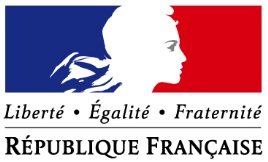 Liberté • Égalité • Fraternité
RÉPUBLIQUE FRANÇAISE